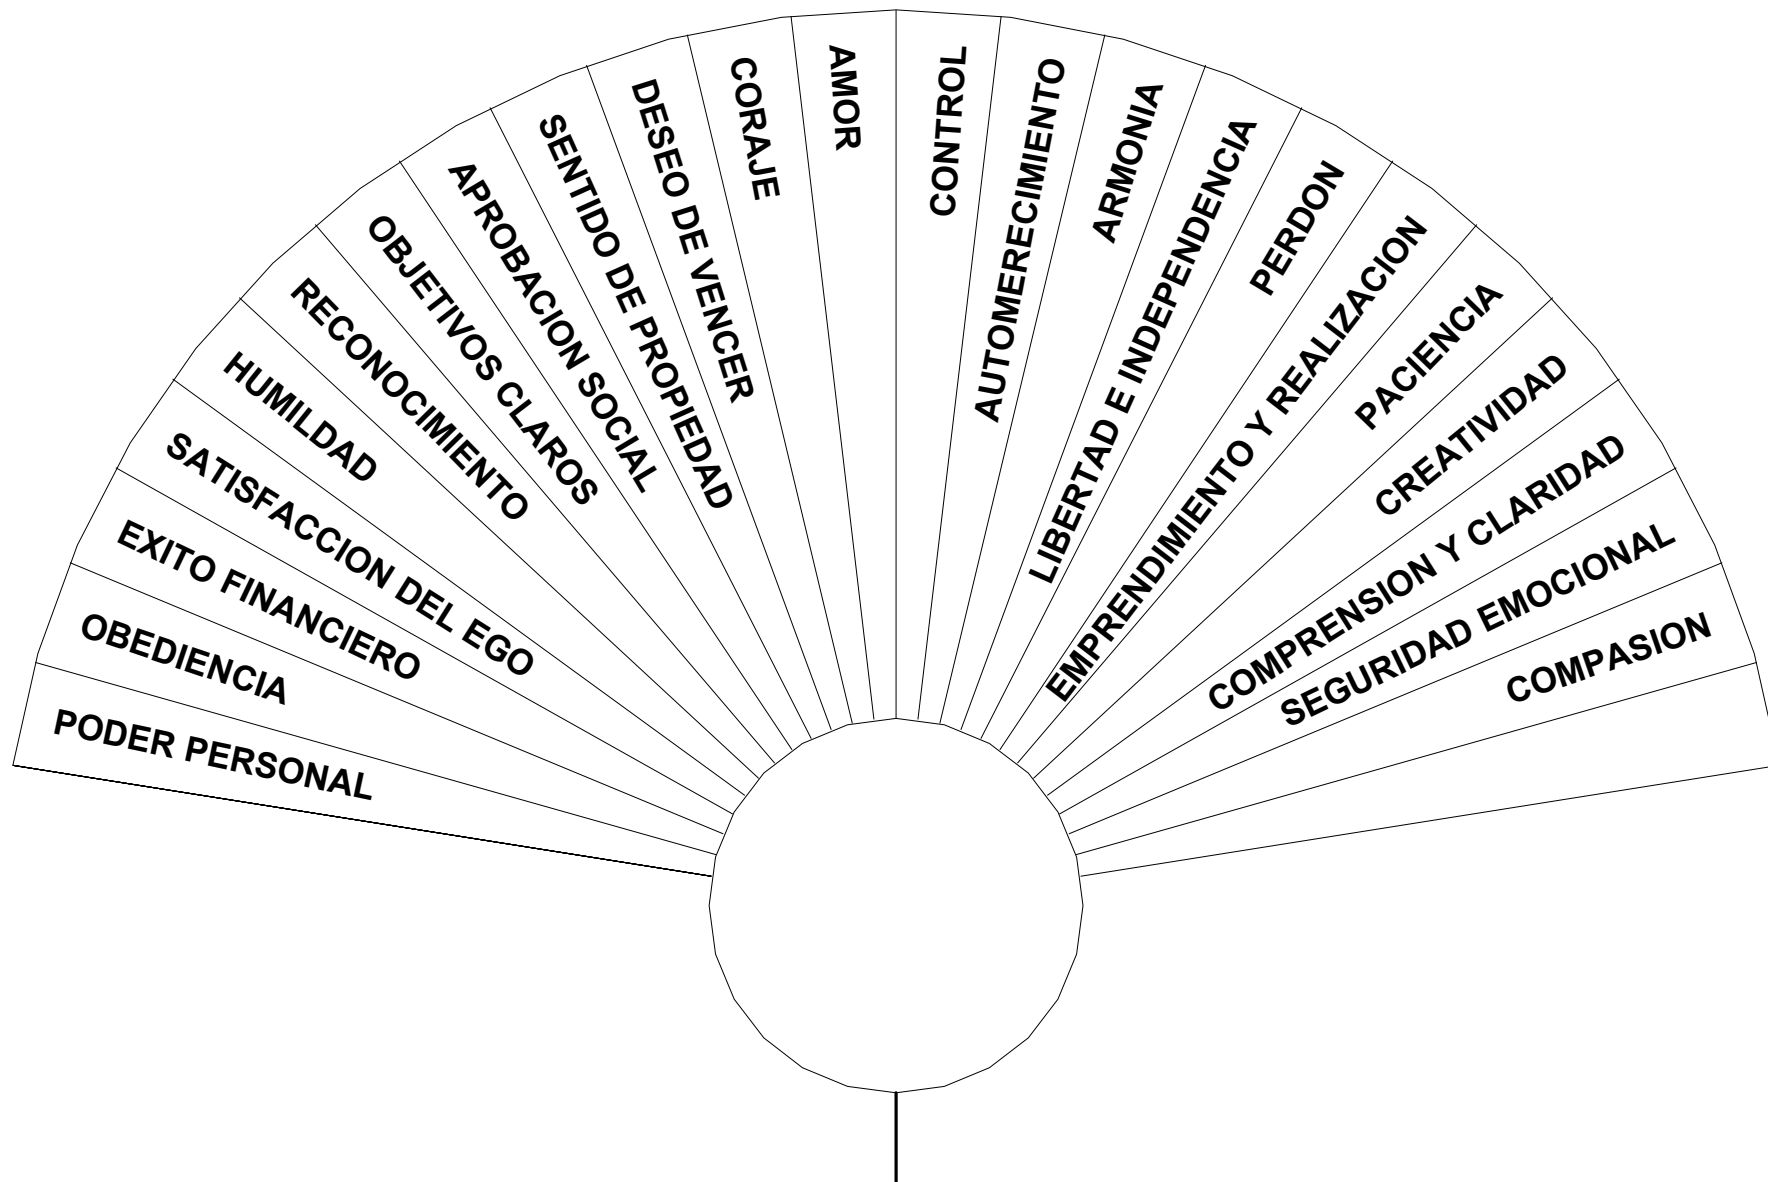 PODER PERSONAL
OBEDIENCIA
EXITO FINANCIERO
SATISFACCION DEL EGO
HUMILDAD
RECONOCIMIENTO
OBJETIVOS CLAROS
APROBACION SOCIAL
SENTIDO DE PROPIEDAD
DESEO DE VENCER
CORAJE
AMOR
CONTROL
AUTOMERECIMIENTO
ARMONIA
LIBERTAD E INDEPENDENCIA
PERDON
EMPRENDIMIENTO Y REALIZACION
PACIENCIA
CREATIVIDAD
COMPRENSION Y CLARIDAD
SEGURIDAD EMOCIONAL
COMPASION